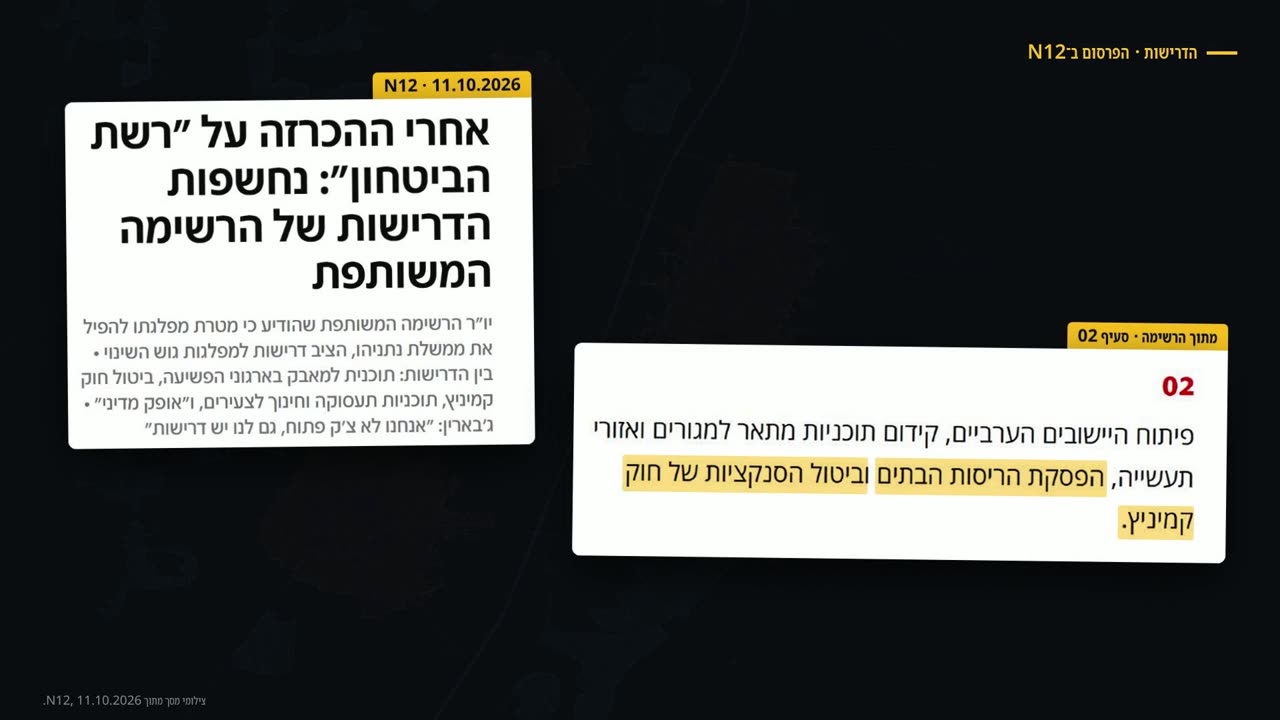 הדרישות · הפרסום ב־N12
N12 · 11.10.2026
אחרי ההכרזה על ״רשת
הביטחון״: נחשפות
הדרישות של הרשימה
המשותפת
יו״ר הרשימה המשותפת שהודיע כי מטרת מפלגתו להפיל
את ממשלת נתניהו, הציב דרישות למפלגות גוש השינוי •
בין הדרישות: תוכנית למאבק בארגוני הפשיעה, ביטול חוק
קמיניץ, תוכניות תעסוקה וחינוך לצעירים, ו״אופק מדיני״ •
ג׳בארין: ״אנחנו לא צ׳ק פתוח, גם לנו יש דרישות״
מתוך הרשימה · סעיף 02
02
פיתוח היישובים הערביים, קידום תוכניות מתאר למגורים ואזורי
תעשייה, הפסקת הריסות הבתים וביטול הסנקציות של חוק
קמיניץ.
צילומי מסך מתוך N12, 11.10.2026.